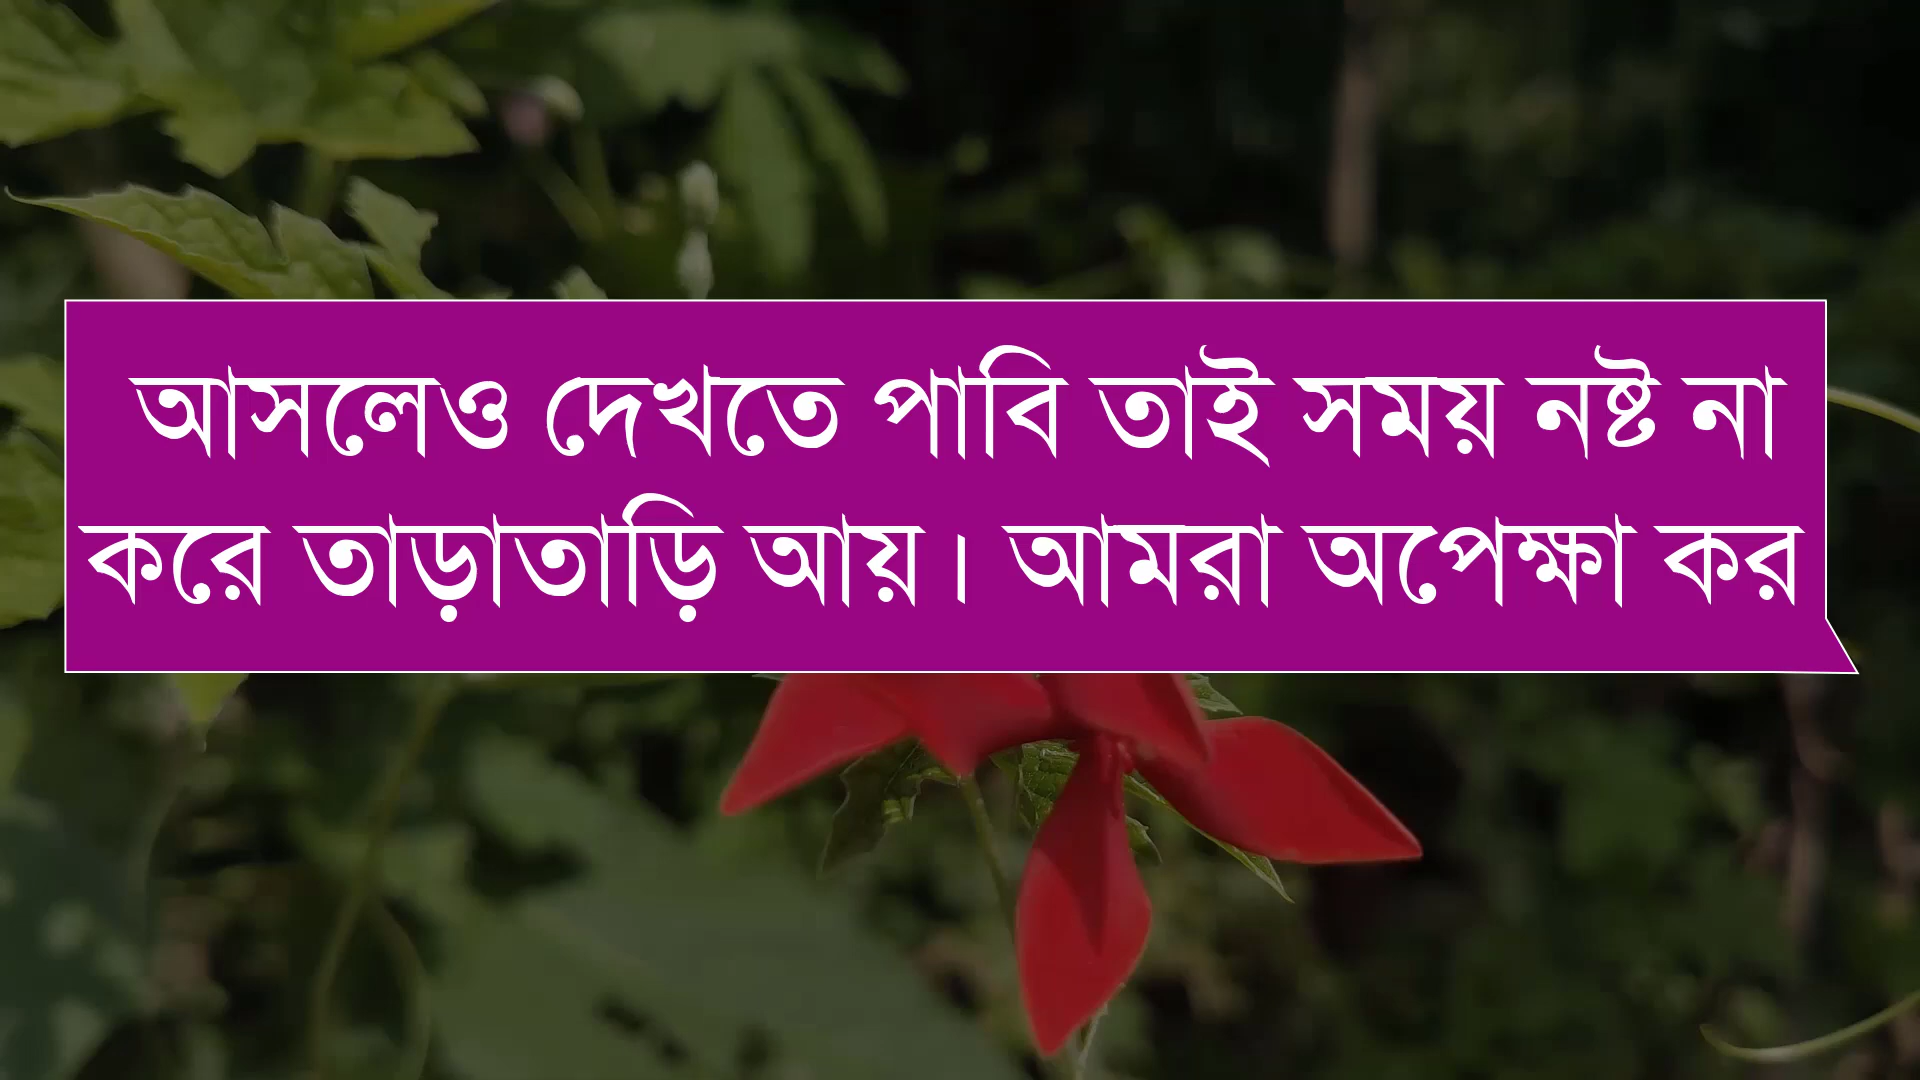 আসলেও দেখতে পাবি তাই সময় নষ্ট না
করে তাড়াতাড়ি আয়। আমরা অপেক্ষা কর